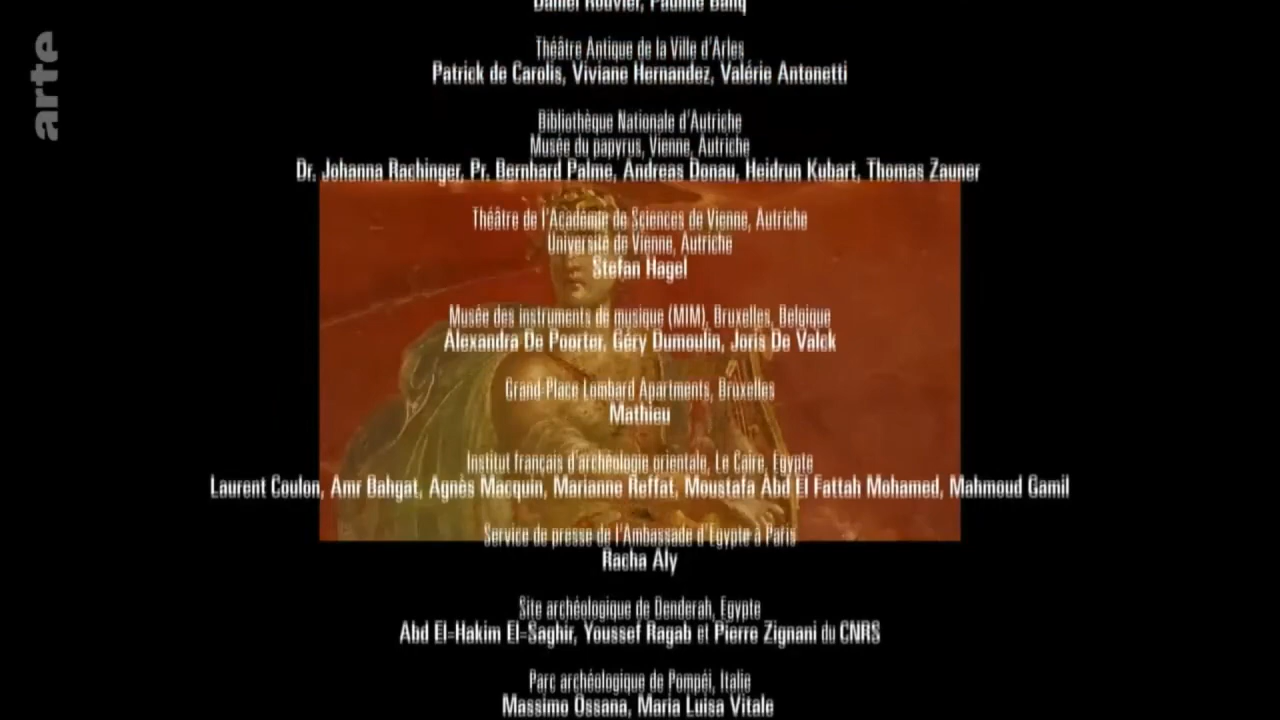 arte
Daniel Rouvier, Pauline Banq
Théâtre Antique de la Ville d'Arles
Patrick de Carolis, Viviane Hernandez, Valérie Antonetti
Bibliothèque Nationale d'Autriche
Musée du papyrus, Vienne, Autriche
Dr. Johanna Rachinger, Pr. Bernhard Palme, Andreas Donau, Heidrun Kubart, Thomas Zauner
Théâtre de l'Académie de Sciences de Vienne, Autriche
Université de Vienne, Autriche
Stefan Hagel
Musée des instruments de musique (MIM), Bruxelles, Belgique
Alexandra De Poorter, Géry Dumoulin, Joris De Valck
Grand-Place Lombard Apartments, Bruxelles
Mathieu
Institut français d'archéologie orientale, Le Caire, Egypte
Laurent Coulon, Amr Bahgat, Agnès Macquin, Marianne Reffat, Moustafa Abd El Fattah Mohamed, Mahmoud Gamil
Service de presse de l'Ambassade d'Egypte à Paris
Racha Aly
Site archéologique de Denderah, Egypte
Abd El-Hakim El-Saghir, Youssef Ragab et Pierre Zignani du CNRS
Parc archéologique de Pompéi, Italie
Massimo Ossana, Maria Luisa Vitale